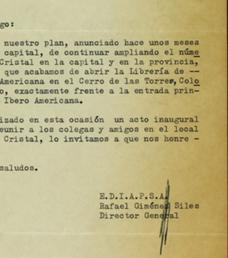 go:
nuestro plan, anunciado hace unos meses
capital, de continuar ampliando el núme
Cristal en la capital y en la provincia,
que acabamos de abrir la Librería de --
Americana en el Cerro de las Torres, Colo
o, exactamente frente a la entrada prin-
Ibero Americana.
izado en esta ocasión un acto inaugural
eunir a los colegas y amigos en el local
Cristal, lo invitamos a que nos honre -
saludos.
E.D.I.A.P.S.A.
Rafael Giménez Siles
Director General